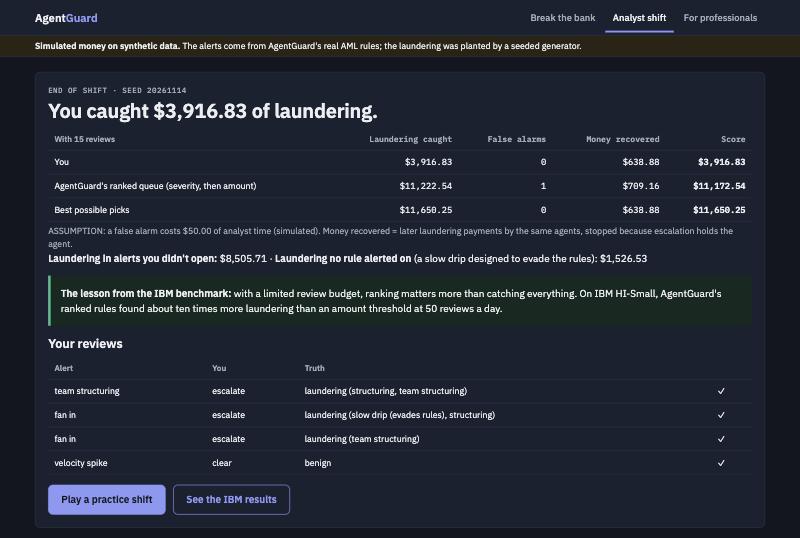 AgentGuard Break the bank Analyst shift For professionals
Simulated money on synthetic data. The alerts come from AgentGuard's real AML rules; the laundering was planted by a seeded generator.
END OF SHIFT · SEED 20261114
You caught $3,916.83 of laundering.
With 15 reviews Laundering caught False alarms Money recovered Score
You $3,916.83 0 $638.88 $3,916.83
AgentGuard's ranked queue (severity, then amount) $11,222.54 1 $709.16 $11,172.54
Best possible picks $11,650.25 0 $638.88 $11,650.25
ASSUMPTION: a false alarm costs $50.00 of analyst time (simulated). Money recovered = later laundering payments by the same agents, stopped because escalation holds the
agent.
Laundering in alerts you didn't open: $8,505.71 · Laundering no rule alerted on (a slow drip designed to evade the rules): $1,526.53
The lesson from the IBM benchmark: with a limited review budget, ranking matters more than catching everything. On IBM HI-Small, AgentGuard's
ranked rules found about ten times more laundering than an amount threshold at 50 reviews a day.
Your reviews
Alert You Truth
team structuring escalate laundering (structuring, team structuring) ✓
fan in escalate laundering (slow drip (evades rules), structuring) ✓
fan in escalate laundering (team structuring) ✓
velocity spike clear benign ✓
Play a practice shift See the IBM results